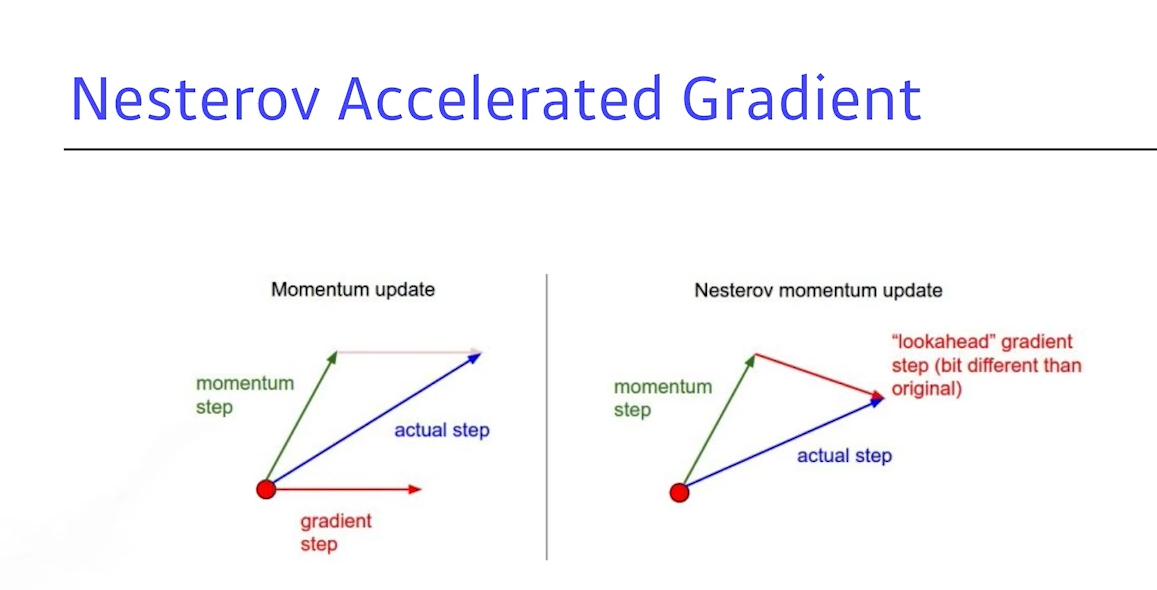 Nesterov Accelerated Gradient
Momentum update
momentum
step
actual step
gradient
step
Nesterov momentum update
momentum
step
“lookahead” gradient
step (bit different than
original)
actual step